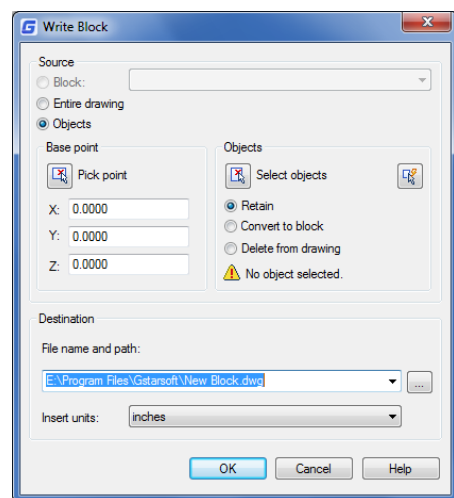 Write Block
Source
Block:
Entire drawing
Objects
Base point
Pick point
X: 0.0000
Y: 0.0000
Z: 0.0000
Objects
Select objects
Retain
Convert to block
Delete from drawing
No object selected.
Destination
File name and path:
E:\Program Files\Gstarsoft\New Block.dwg
...
Insert units: inches
OK Cancel Help